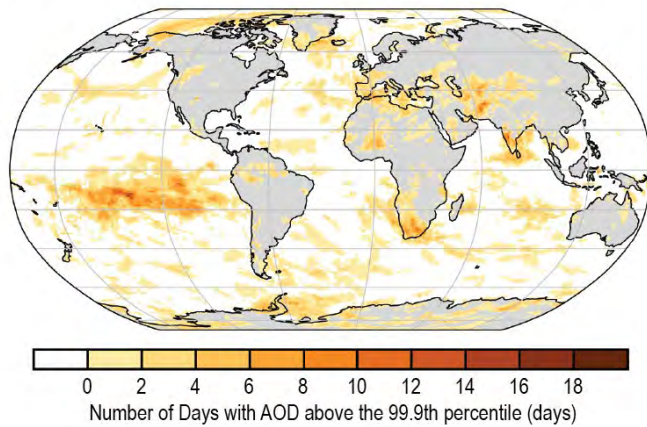 0 2 4 6 8 10 12 14 16 18
Number of Days with AOD above the 99.9th percentile (days)